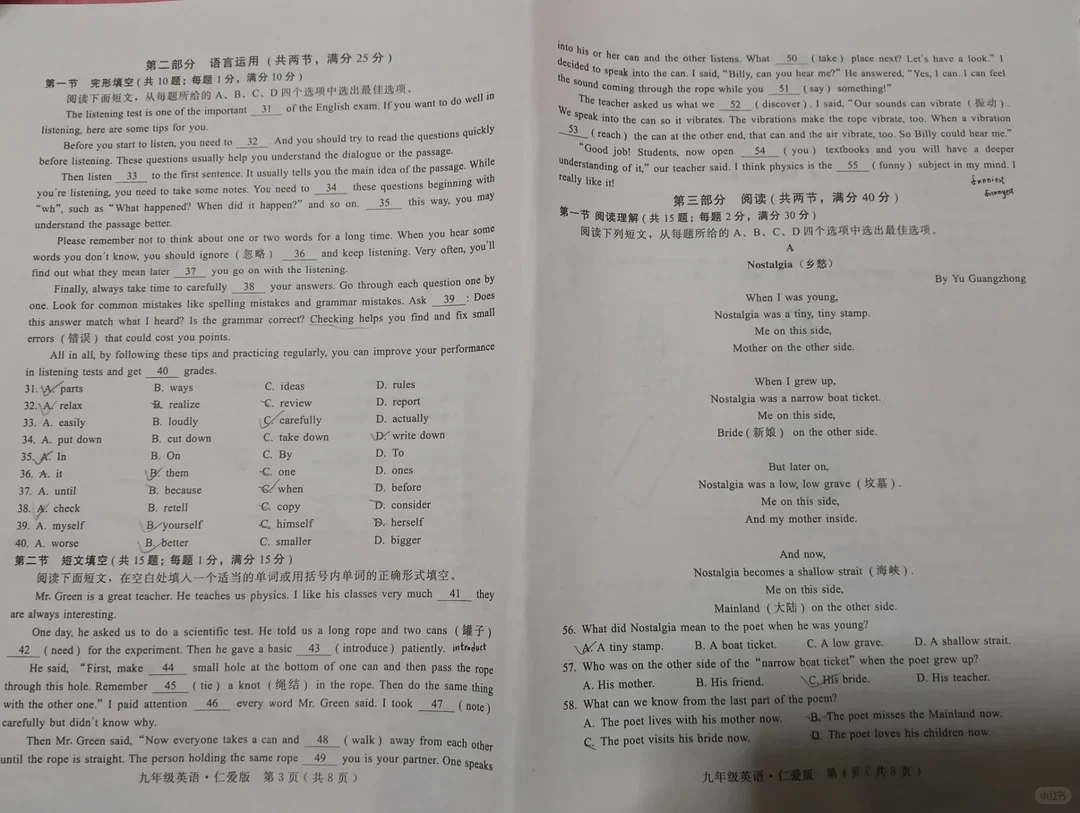 第二部分 语言运用(共两节，满分25分)
第一节 完形填空(共10题；每题1分，满分10分)
阅读下面短文，从每题所给的A、B、C、D四个选项中选出最佳选项。
The listening test is one of the important 31 of the English exam. If you want to do well in
listening, here are some tips for you.
Before you start to listen, you need to 32 . And you should try to read the questions quickly
before listening. These questions usually help you understand the dialogue or the passage.
Then listen 33 to the first sentence. It usually tells you the main idea of the passage. While
you're listening, you need to take some notes. You need to 34 these questions beginning with
"wh", such as "What happened? When did it happen?" and so on. 35 this way, you may
understand the passage better.
Please remember not to think about one or two words for a long time. When you hear some
words you don't know, you should ignore (忽略) 36 and keep listening. Very often, you'll
find out what they mean later 37 you go on with the listening.
Finally, always take time to carefully 38 your answers. Go through each question one by
one. Look for common mistakes like spelling mistakes and grammar mistakes. Ask 39 : Does
this answer match what I heard? Is the grammar correct? Checking helps you find and fix small
errors (错误) that could cost you points.
All in all, by following these tips and practicing regularly, you can improve your performance
in listening tests and get 40 grades.
31. A. parts B. ways C. ideas D. rules
32. A. relax B. realize C. review D. report
33. A. easily B. loudly C. carefully D. actually
34. A. put down B. cut down C. take down D. write down
35. A. In B. On C. By D. To
36. A. it B. them C. one D. ones
37. A. until B. because C. when D. before
38. A. check B. retell C. copy D. consider
39. A. myself B. yourself C. himself D. herself
40. A. worse B. better C. smaller D. bigger
第二节 短文填空(共15题；每题1分，满分15分)
阅读下面短文，在空白处填入一个适当的单词或用括号内单词的正确形式填空。
Mr. Green is a great teacher. He teaches us physics. I like his classes very much 41 they
are always interesting.
One day, he asked us to do a scientific test. He told us a long rope and two cans (罐子)
42 (need) for the experiment. Then he gave a basic 43 (introduce) patiently. introduct
He said, "First, make 44 small hole at the bottom of one can and then pass the rope
through this hole. Remember 45 (tie) a knot (绳结) in the rope. Then do the same thing
with the other one." I paid attention 46 every word Mr. Green said. I took 47 (note)
carefully but didn't know why.
Then Mr. Green said, "Now everyone takes a can and 48 (walk) away from each other
until the rope is straight. The person holding the same rope 49 you is your partner. One speaks
九年级英语·仁爱版 第3页(共8页)
into his or her can and the other listens. What 50 (take) place next? Let's have a look." I
decided to speak into the can. I said, "Billy, can you hear me?" He answered, "Yes, I can. I can feel
the sound coming through the rope while you 51 (say) something!"
The teacher asked us what we 52 (discover). I said, "Our sounds can vibrate (振动).
We speak into the can so it vibrates. The vibrations make the rope vibrate, too. When a vibration
53 (reach) the can at the other end, that can and the air vibrate, too. So Billy could hear me."
"Good job! Students, now open 54 (you) textbooks and you will have a deeper
understanding of it," our teacher said. I think physics is the 55 (funny) subject in my mind. I
really like it!
funniest
funnyest
第三部分 阅读(共两节，满分40分)
第一节 阅读理解(共15题；每题2分，满分30分)
阅读下列短文，从每题所给的A、B、C、D四个选项中选出最佳选项。
A
Nostalgia (乡愁)
By Yu Guangzhong
When I was young,
Nostalgia was a tiny, tiny stamp.
Me on this side,
Mother on the other side.
When I grew up,
Nostalgia was a narrow boat ticket.
Me on this side,
Bride (新娘) on the other side.
But later on,
Nostalgia was a low, low grave (坟墓).
Me on this side,
And my mother inside.
And now,
Nostalgia becomes a shallow strait (海峡).
Me on this side,
Mainland (大陆) on the other side.
56. What did Nostalgia mean to the poet when he was young?
A. A tiny stamp. B. A boat ticket. C. A low grave. D. A shallow strait.
57. Who was on the other side of the "narrow boat ticket" when the poet grew up?
A. His mother. B. His friend. C. His bride. D. His teacher.
58. What can we know from the last part of the poem?
A. The poet lives with his mother now. B. The poet misses the Mainland now.
C. The poet visits his bride now. D. The poet loves his children now.
九年级英语·仁爱版 第4页(共8页)
小红书